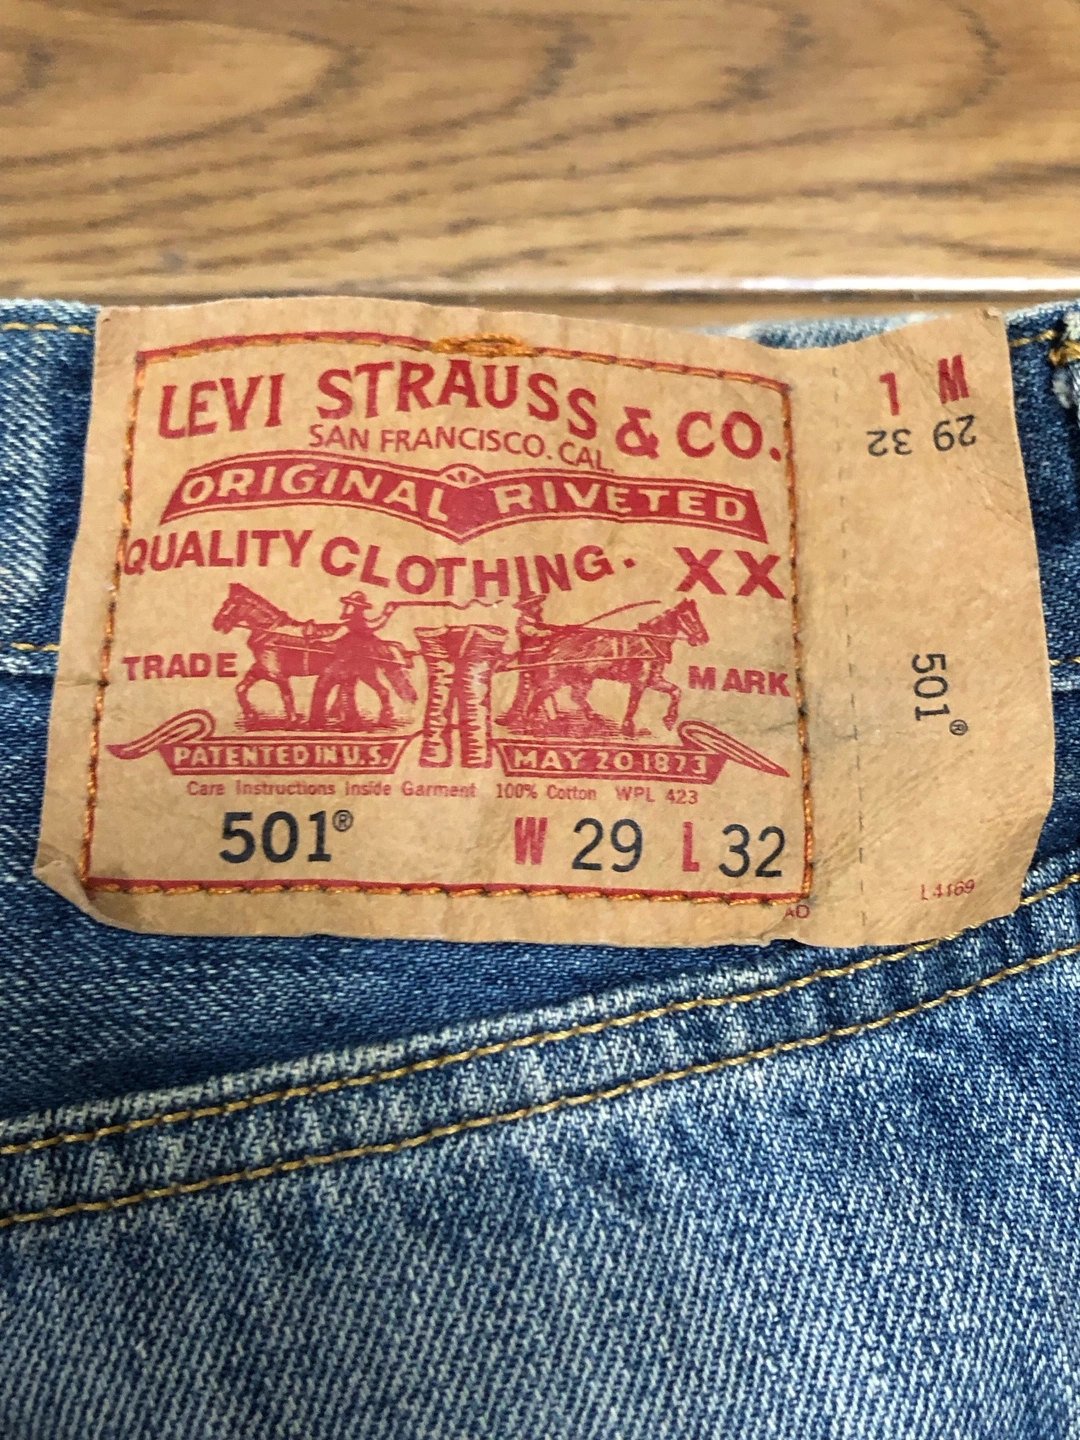 LEVI STRAUSS & CO.
SAN FRANCISCO. CAL.
ORIGINAL RIVETED
QUALITY CLOTHING. XX
TRADE MARK
PATENTED IN U.S. MAY 20 1873
Care Instructions Inside Garment 100% Cotton WPL 423
501® W 29 L 32
1 M
29 32
501®
L4169
AD